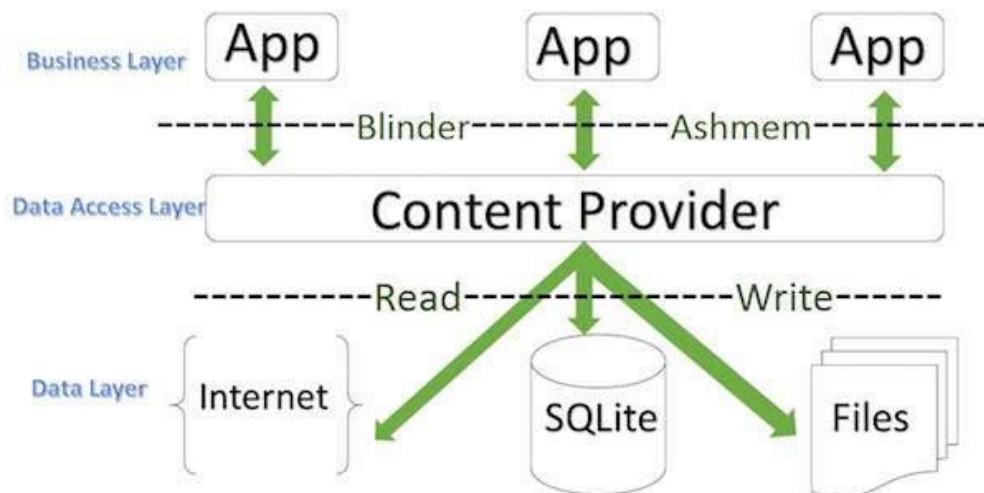 Business Layer App App App
Blinder Ashmem
Data Access Layer Content Provider
Read Write
Data Layer Internet SQLite Files